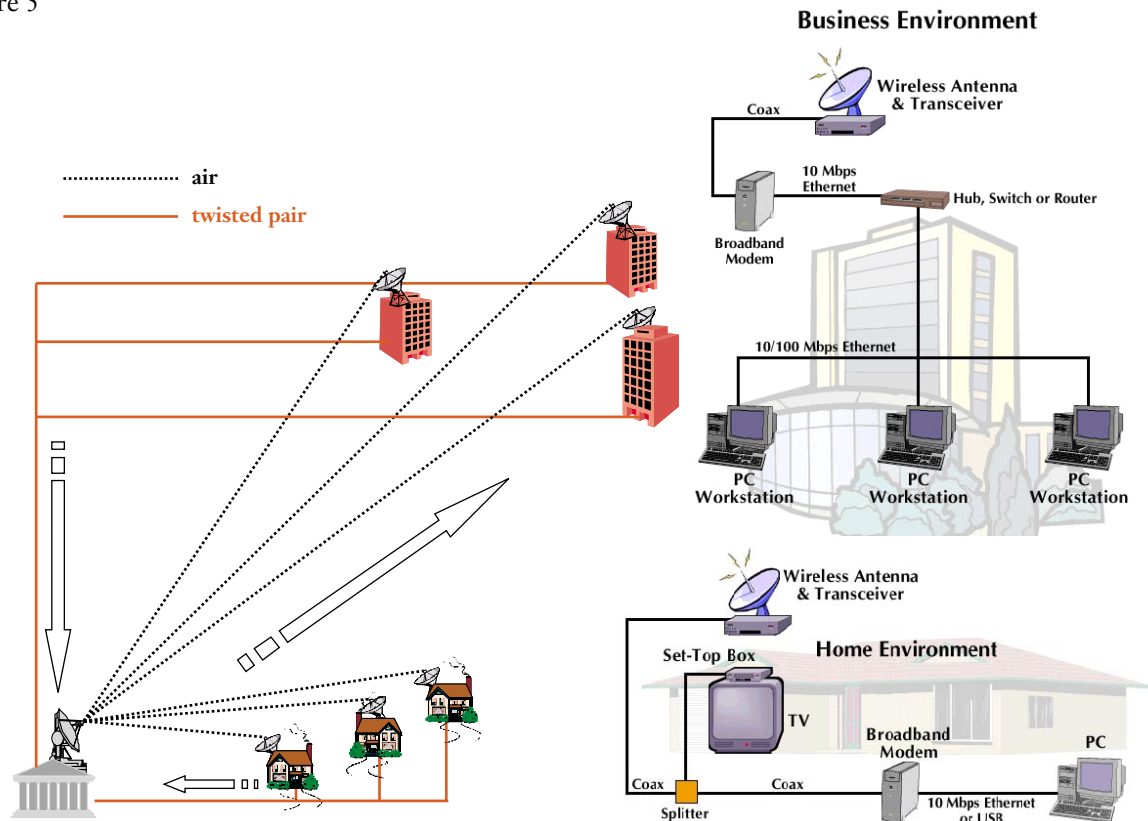 Business Environment
Wireless Antenna
& Transceiver
Coax
10 Mbps
Ethernet
Hub, Switch or Router
Broadband
Modem
air
twisted pair
10/100 Mbps Ethernet
PC
Workstation
PC
Workstation
PC
Workstation
Wireless Antenna
& Transceiver
Home Environment
Set-Top Box
TV
Broadband
Modem
PC
Coax
Coax
Splitter
10 Mbps Ethernet
or USB